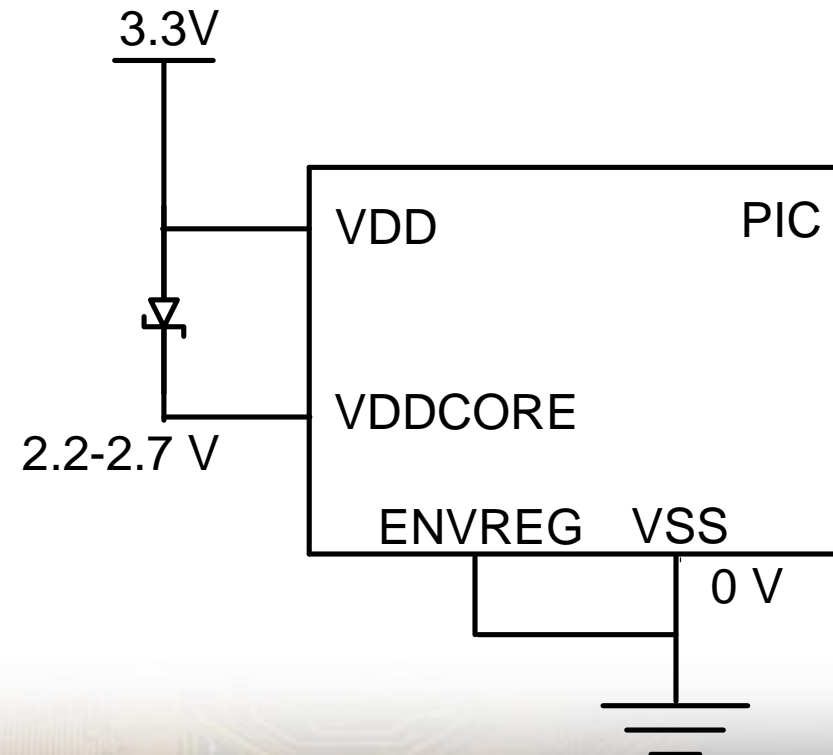 3.3V
VDD
PIC
VDDCORE
2.2-2.7 V
ENVREG VSS
0 V